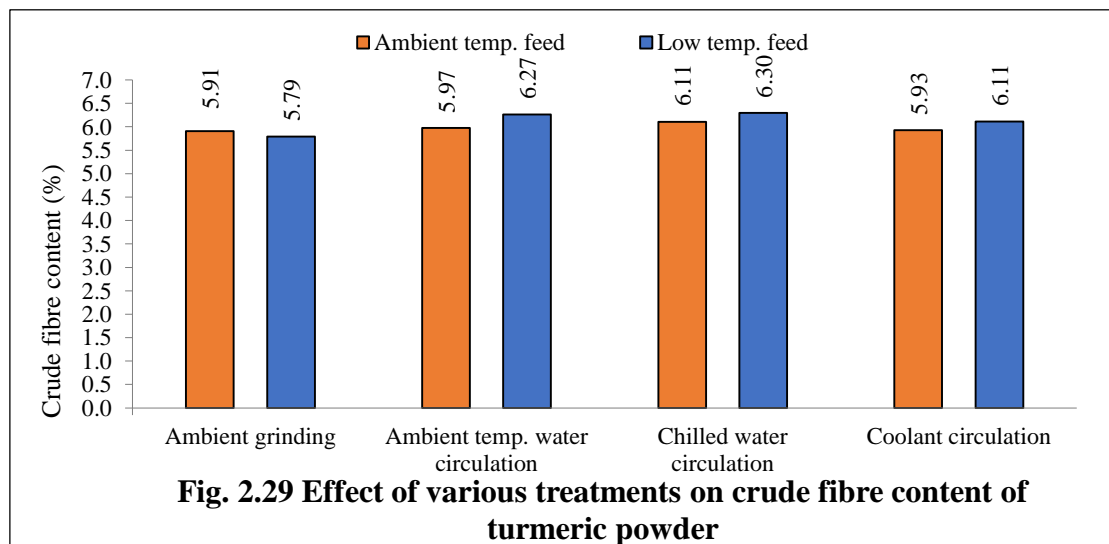 Ambient temp. feed Low temp. feed
5.91 5.79 5.97 6.27 6.11 6.30 5.93 6.11
7.0
6.5
6.0
5.5
5.0
4.5
4.0
3.5
3.0
2.5
2.0
1.5
1.0
0.5
0.0
Crude fibre content (%)
Ambient grinding Ambient temp. water Chilled water Coolant circulation
circulation circulation
Fig. 2.29 Effect of various treatments on crude fibre content of
turmeric powder